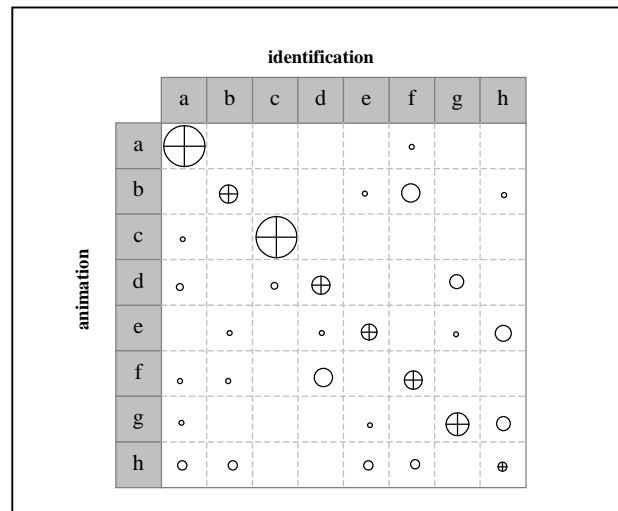 identification
a b c d e f g h
animation
a
b
c
d
e
f
g
h